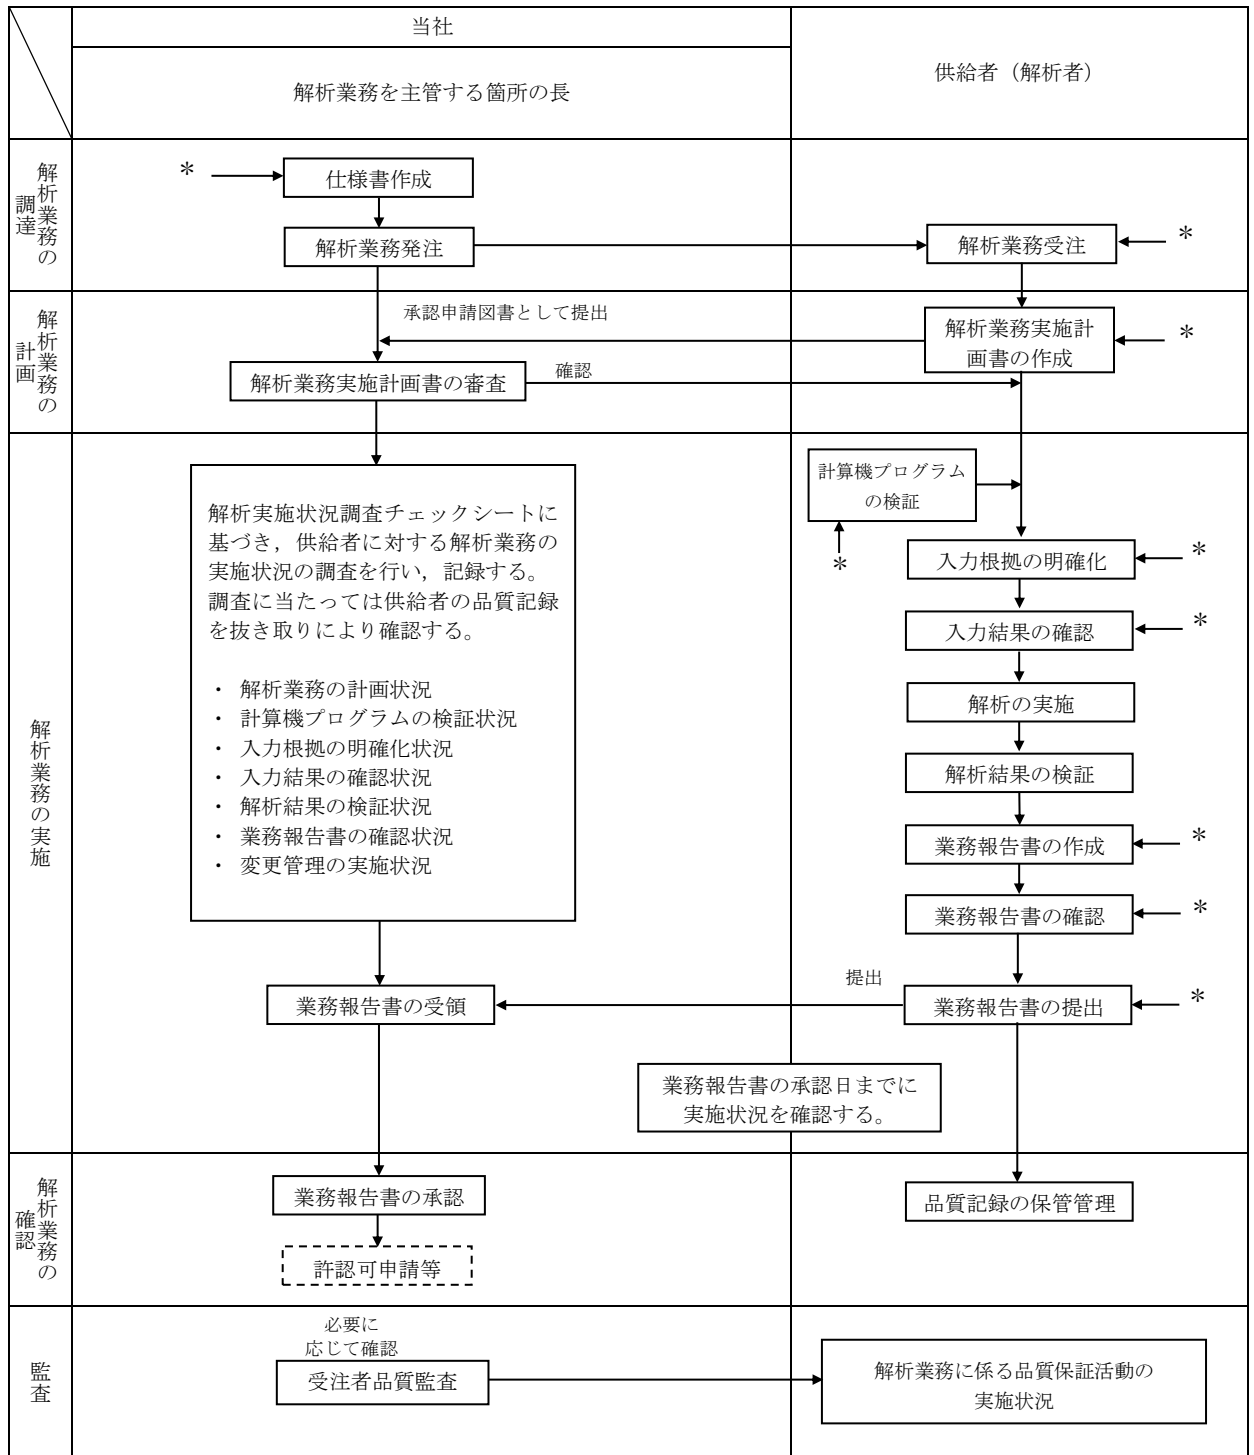 当社
解析業務を主管する箇所の長
供給者（解析者）
解析業務の
調達
＊
仕様書作成
解析業務発注
解析業務受注
＊
解析業務の
計画
承認申請図書として提出
解析業務実施計
画書の作成
＊
解析業務実施計画書の審査
確認
解析業務の実施
解析実施状況調査チェックシートに
基づき，供給者に対する解析業務の
実施状況の調査を行い，記録する。
調査に当たっては供給者の品質記録
を抜き取りにより確認する。
・ 解析業務の計画状況
・ 計算機プログラムの検証状況
・ 入力根拠の明確化状況
・ 入力結果の確認状況
・ 解析結果の検証状況
・ 業務報告書の確認状況
・ 変更管理の実施状況
計算機プログラム
の検証
＊
入力根拠の明確化
＊
入力結果の確認
＊
解析の実施
解析結果の検証
業務報告書の作成
＊
業務報告書の確認
＊
業務報告書の受領
提出
業務報告書の提出
＊
業務報告書の承認日までに
実施状況を確認する。
解析業務の
確認
業務報告書の承認
許認可申請等
品質記録の保管管理
監査
必要に
応じて確認
受注者品質監査
解析業務に係る品質保証活動の
実施状況